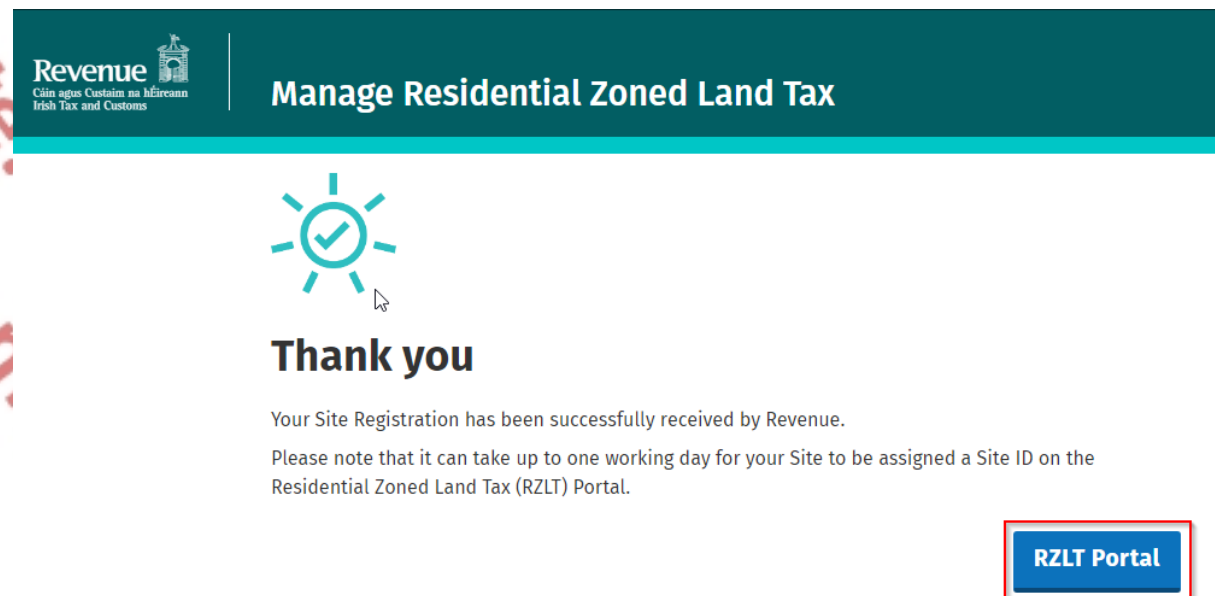 Revenue
Cáin agus Custaim na hÉireann
Irish Tax and Customs
Manage Residential Zoned Land Tax
Thank you
Your Site Registration has been successfully received by Revenue.
Please note that it can take up to one working day for your Site to be assigned a Site ID on the
Residential Zoned Land Tax (RZLT) Portal.
RZLT Portal